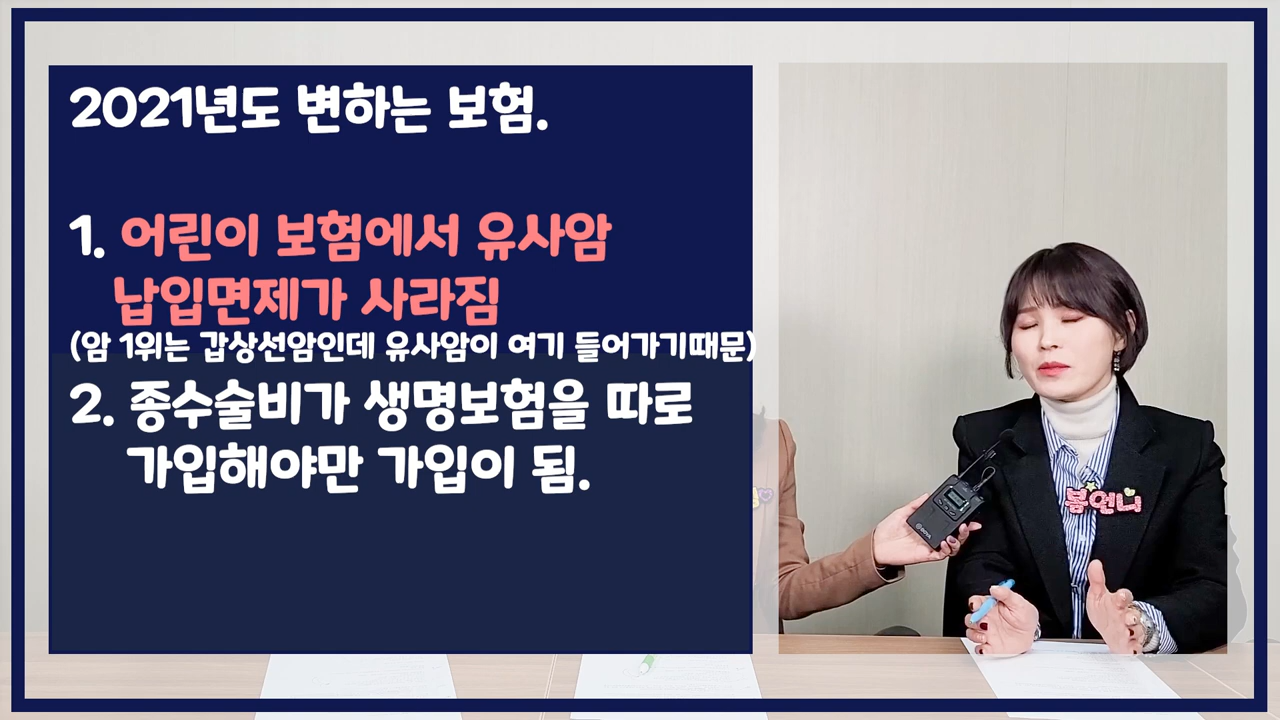 2021년도 변하는 보험.
1. 어린이 보험에서 유사암
납입면제가 사라짐
(암 1위는 갑상선암인데 유사암이 여기 들어가기때문)
2. 종수술비가 생명보험을 따로
가입해야만 가입이 됨.
봄언니
BOYA